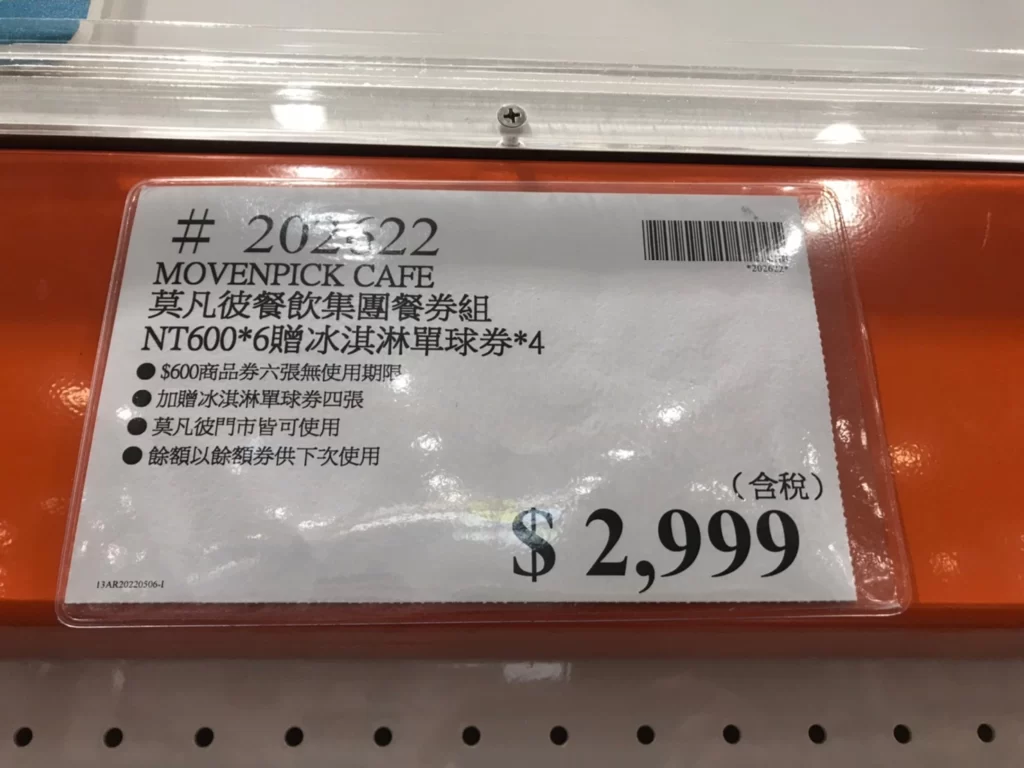 # 202622
*202622*
MOVENPICK CAFE
莫凡彼餐飲集團餐券組
NT600*6贈冰淇淋單球券*4
● $600商品券六張無使用期限
● 加贈冰淇淋單球券四張
● 莫凡彼門市皆可使用
● 餘額以餘額券供下次使用
(含稅)
$ 2,999
13AR20220506-1